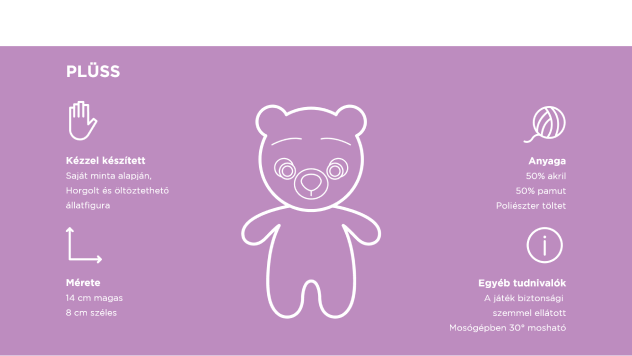 PLÜSS
Kézzel készített
Saját minta alapján,
Horgolt és öltöztethető
állatfigura
Mérete
14 cm magas
8 cm széles
Anyaga
50% akril
50% pamut
Poliészter töltet
Egyéb tudnivalók
A játék biztonsági
szemmel ellátott
Mosógépben 30° mosható